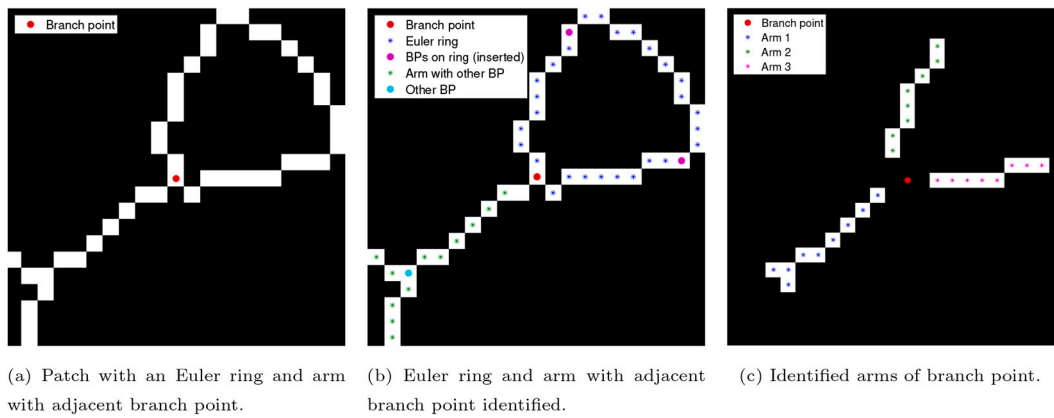 Branch point
Branch point
Euler ring
BPs on ring (inserted)
Arm with other BP
Other BP
Branch point
Arm 1
Arm 2
Arm 3
(a) Patch with an Euler ring and arm
with adjacent branch point.
(b) Euler ring and arm with adjacent
branch point identified.
(c) Identified arms of branch point.